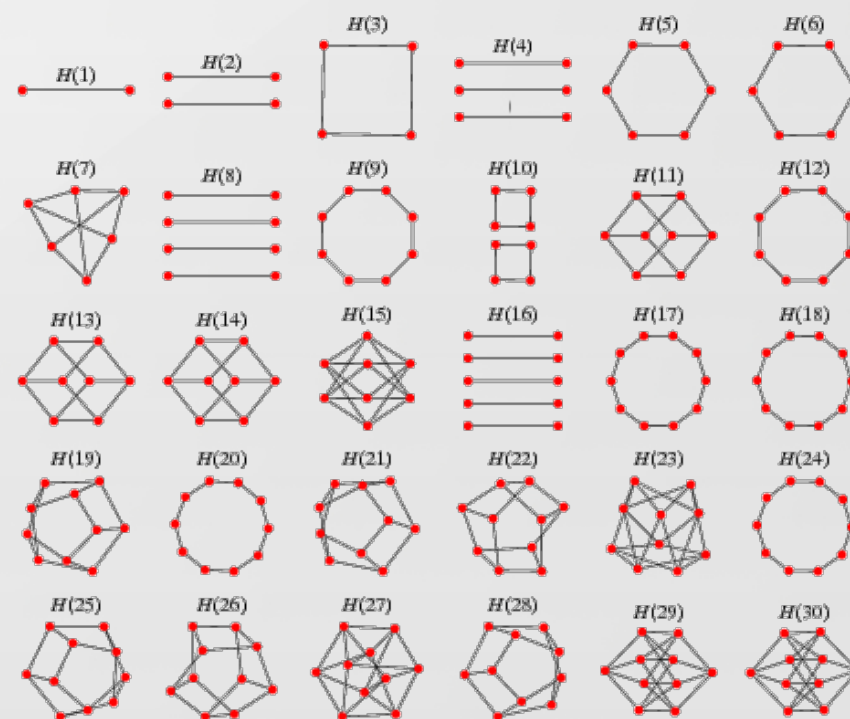 H(1) H(2) H(3) H(4) H(5) H(6)
H(7) H(8) H(9) H(10) H(11) H(12)
H(13) H(14) H(15) H(16) H(17) H(18)
H(19) H(20) H(21) H(22) H(23) H(24)
H(25) H(26) H(27) H(28) H(29) H(30)